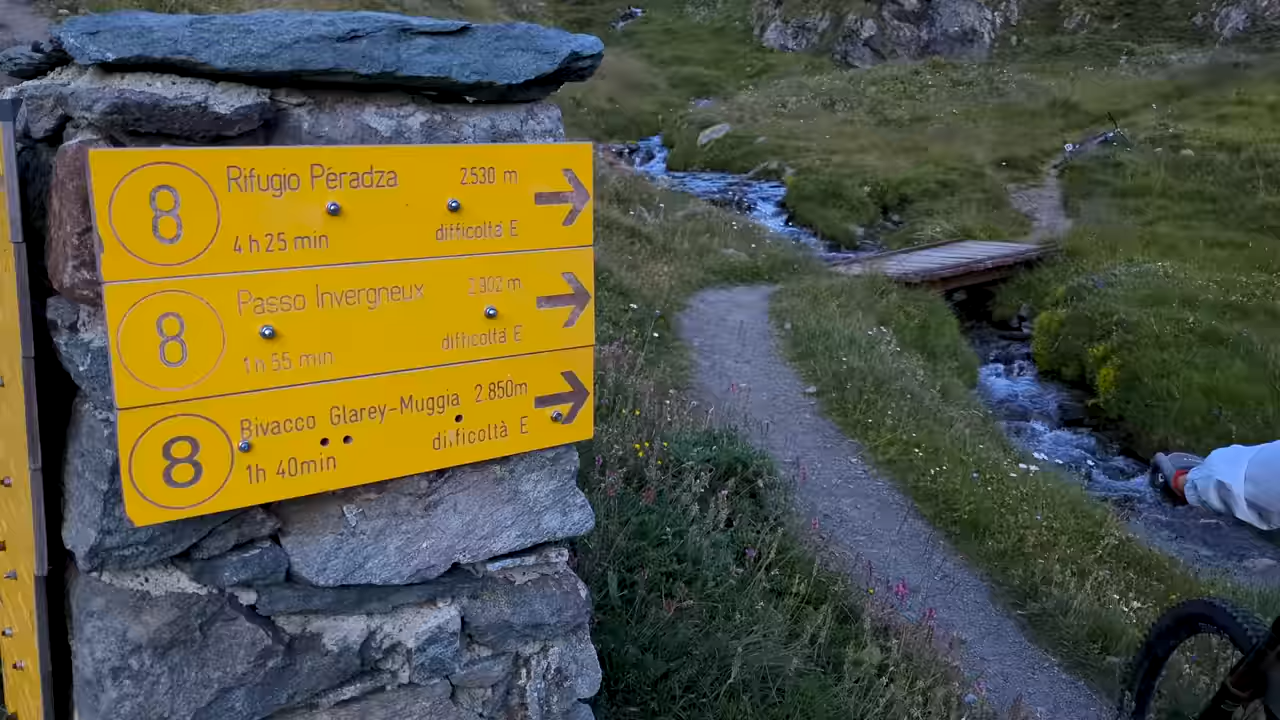 8 Rifugio Péradza 2.530 m
4 h 25 min difficoltà E
8 Passo Invergneux 2.902 m
1 h 55 min difficoltà E
8 Bivacco Glarey-Muggia 2.850m
1h 40min difficoltà E